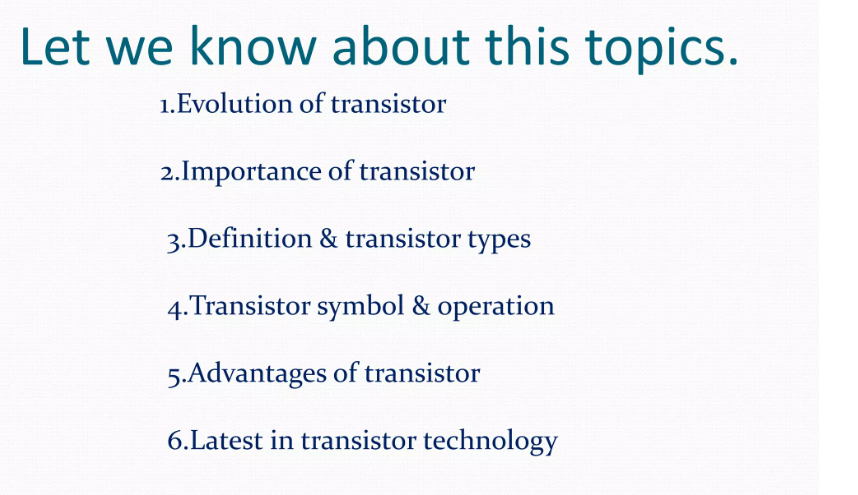 Let we know about this topics.
1.Evolution of transistor
2.Importance of transistor
3.Definition & transistor types
4.Transistor symbol & operation
5.Advantages of transistor
6.Latest in transistor technology